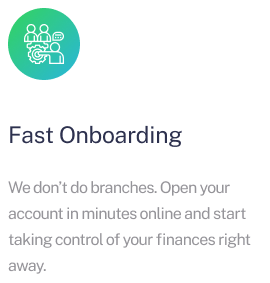 Fast Onboarding
We don’t do branches. Open your
account in minutes online and start
taking control of your finances right
away.